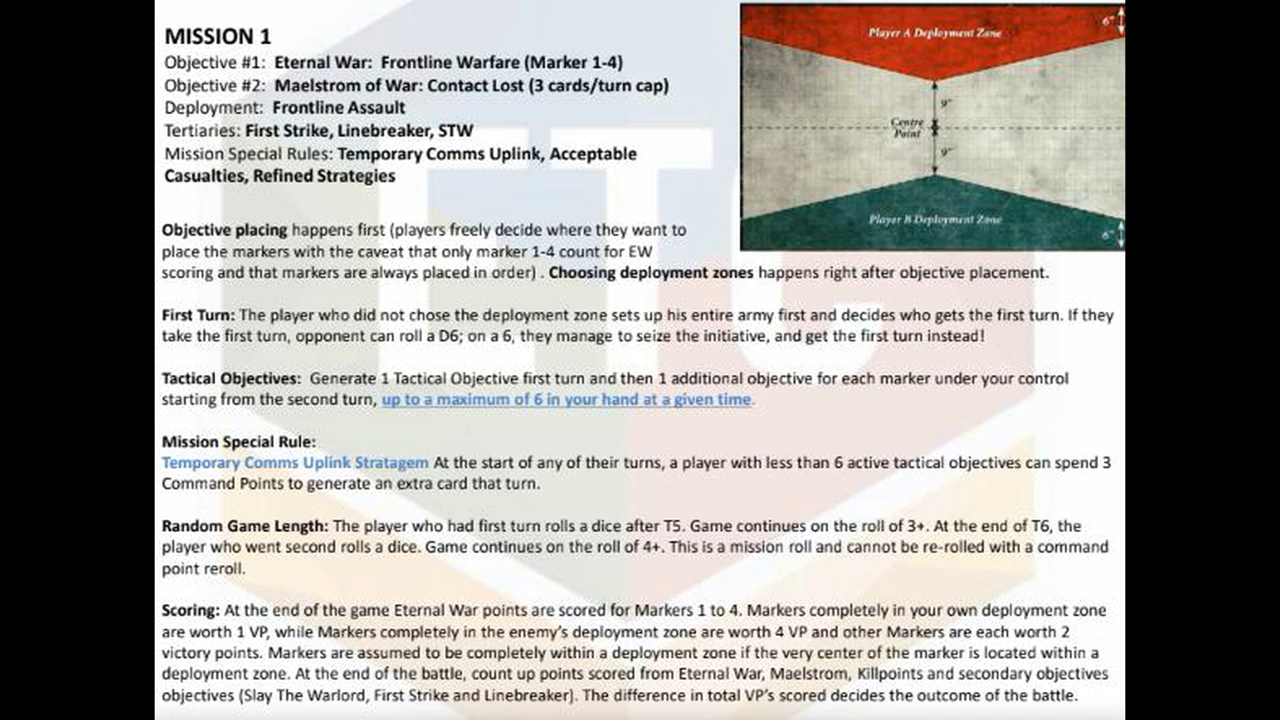 MISSION 1
Objective #1: Eternal War: Frontline Warfare (Marker 1-4)
Objective #2: Maelstrom of War: Contact Lost (3 cards/turn cap)
Deployment: Frontline Assault
Tertiaries: First Strike, Linebreaker, STW
Mission Special Rules: Temporary Comms Uplink, Acceptable
Casualties, Refined Strategies
Player A Deployment Zone
6"
9"
Centre
Point
9"
Player B Deployment Zone
6"
Objective placing happens first (players freely decide where they want to
place the markers with the caveat that only marker 1-4 count for EW
scoring and that markers are always placed in order) . Choosing deployment zones happens right after objective placement.
First Turn: The player who did not chose the deployment zone sets up his entire army first and decides who gets the first turn. If they
take the first turn, opponent can roll a D6; on a 6, they manage to seize the initiative, and get the first turn instead!
Tactical Objectives: Generate 1 Tactical Objective first turn and then 1 additional objective for each marker under your control
starting from the second turn, up to a maximum of 6 in your hand at a given time.
Mission Special Rule:
Temporary Comms Uplink Stratagem At the start of any of their turns, a player with less than 6 active tactical objectives can spend 3
Command Points to generate an extra card that turn.
Random Game Length: The player who had first turn rolls a dice after T5. Game continues on the roll of 3+. At the end of T6, the
player who went second rolls a dice. Game continues on the roll of 4+. This is a mission roll and cannot be re-rolled with a command
point reroll.
Scoring: At the end of the game Eternal War points are scored for Markers 1 to 4. Markers completely in your own deployment zone
are worth 1 VP, while Markers completely in the enemy's deployment zone are worth 4 VP and other Markers are each worth 2
victory points. Markers are assumed to be completely within a deployment zone if the very center of the marker is located within a
deployment zone. At the end of the battle, count up points scored from Eternal War, Maelstrom, Killpoints and secondary objectives
objectives (Slay The Warlord, First Strike and Linebreaker). The difference in total VP's scored decides the outcome of the battle.
ETC